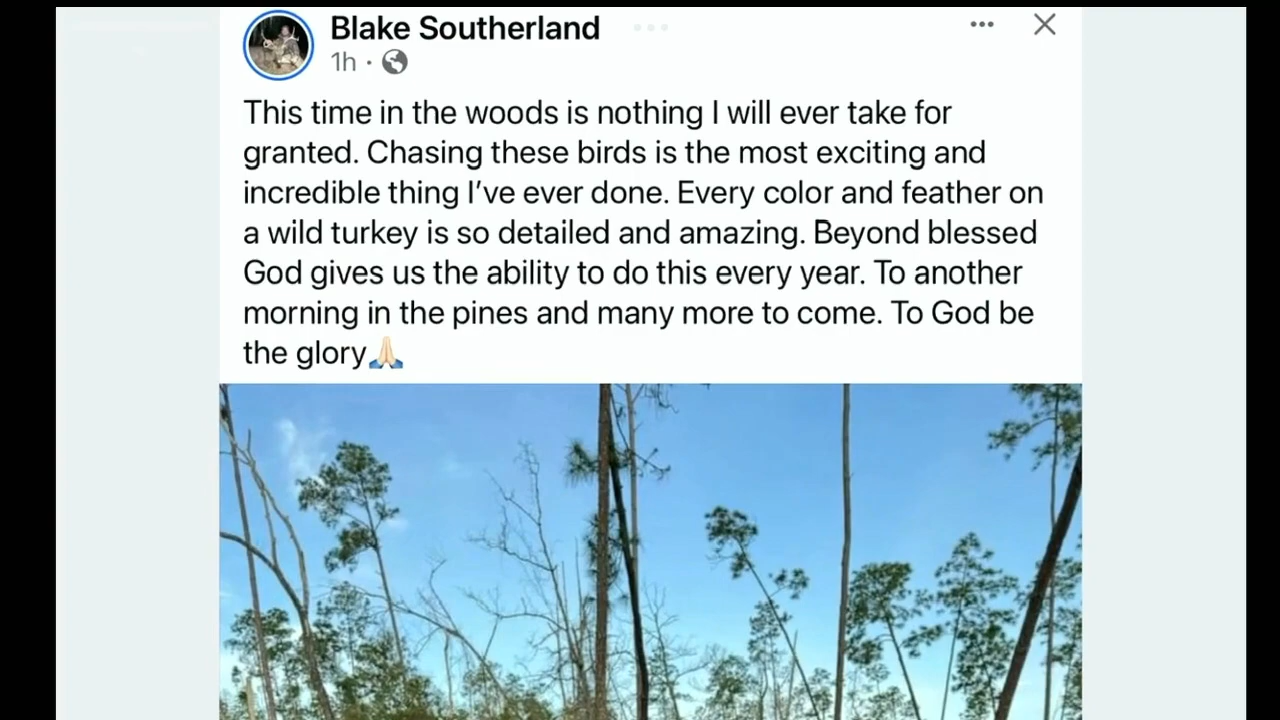 Blake Southerland
1h ·
This time in the woods is nothing I will ever take for
granted. Chasing these birds is the most exciting and
incredible thing I've ever done. Every color and feather on
a wild turkey is so detailed and amazing. Beyond blessed
God gives us the ability to do this every year. To another
morning in the pines and many more to come. To God be
the glory🙏🏻